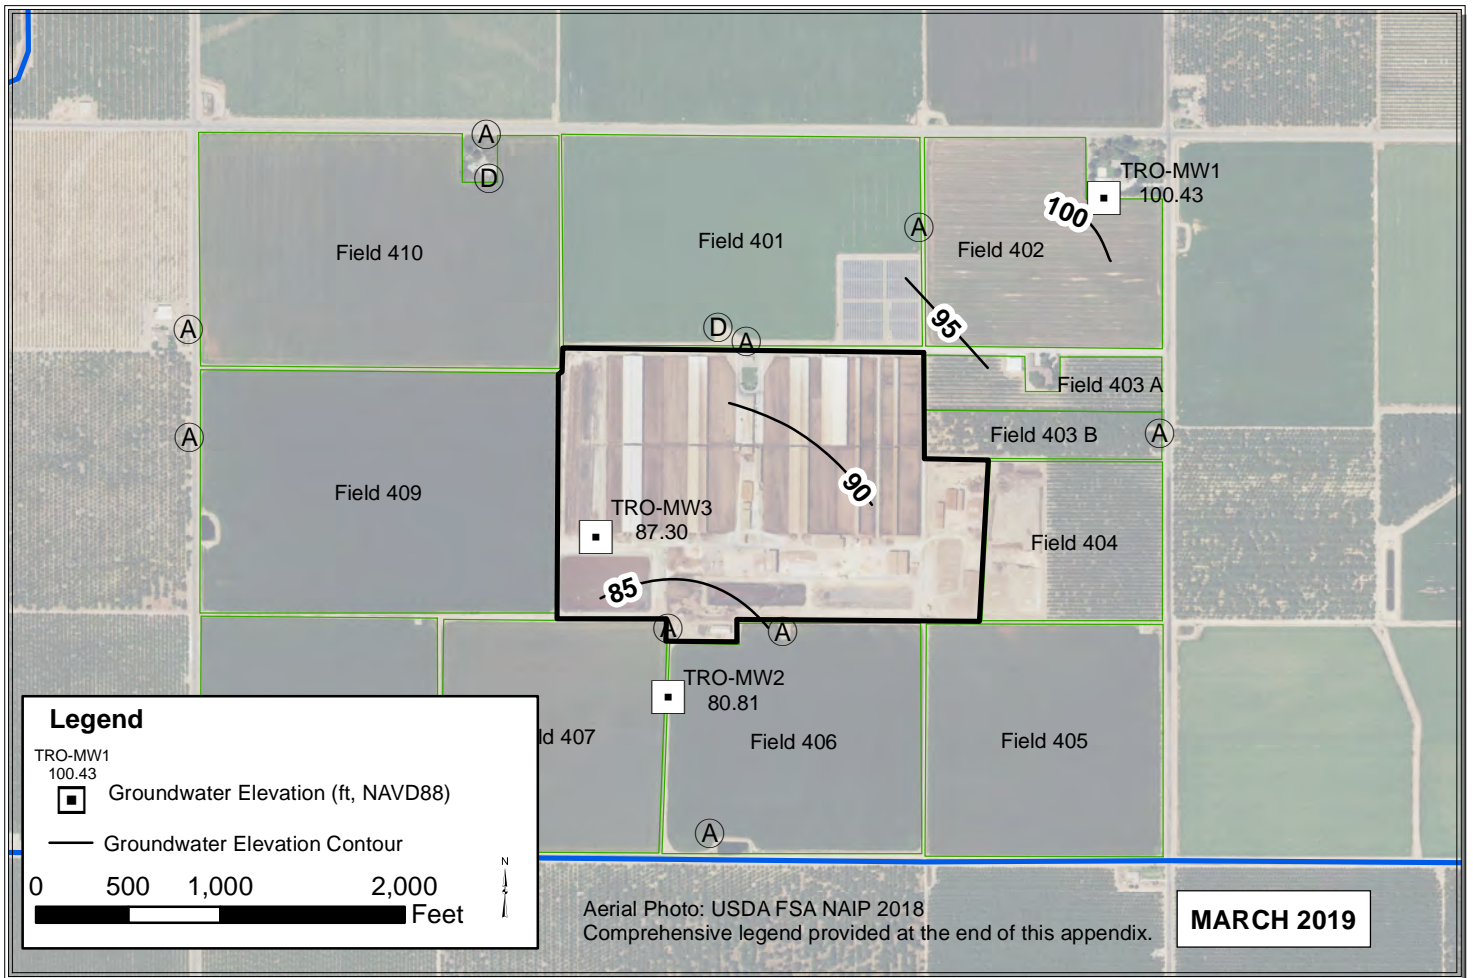 A
D
TRO-MW1
100.43
100
A
Field 410
Field 401
Field 402
A
D
A
95
Field 403 A
A
Field 403 B
A
Field 409
90
TRO-MW3
87.30
Field 404
85
A
A
TRO-MW2
80.81
ld 407
Field 406
Field 405
A
Legend
TRO-MW1
100.43
Groundwater Elevation (ft, NAVD88)
Groundwater Elevation Contour
N
0 500 1,000 2,000
Feet
Aerial Photo: USDA FSA NAIP 2018
Comprehensive legend provided at the end of this appendix.
MARCH 2019